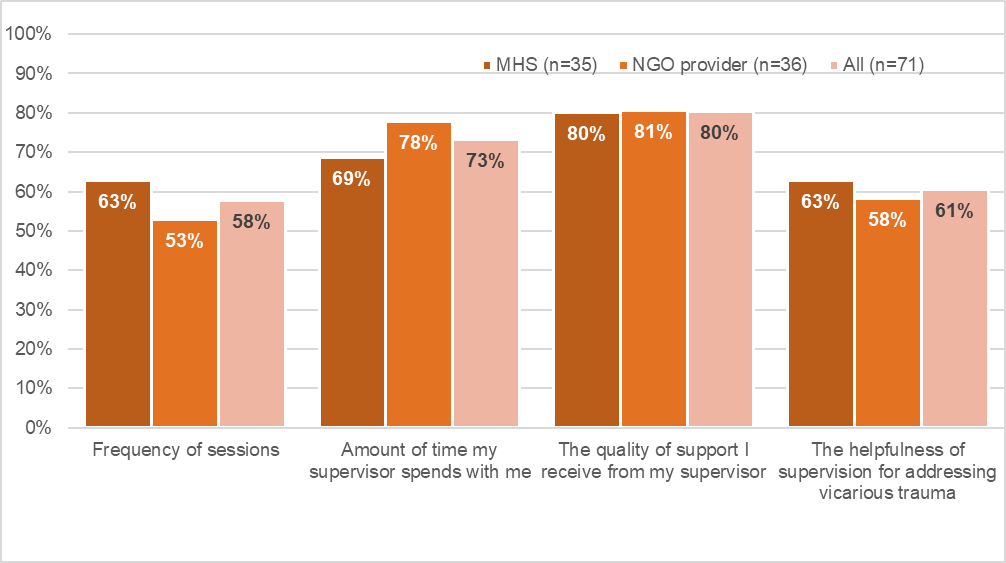 100%
90%
80%
70%
60%
50%
40%
30%
20%
10%
0%
MHS (n=35) NGO provider (n=36) All (n=71)
63%
53%
58%
69%
78%
73%
80%
81%
80%
63%
58%
61%
Frequency of sessions
Amount of time my
supervisor spends with me
The quality of support I
receive from my supervisor
The helpfulness of
supervision for addressing
vicarious trauma